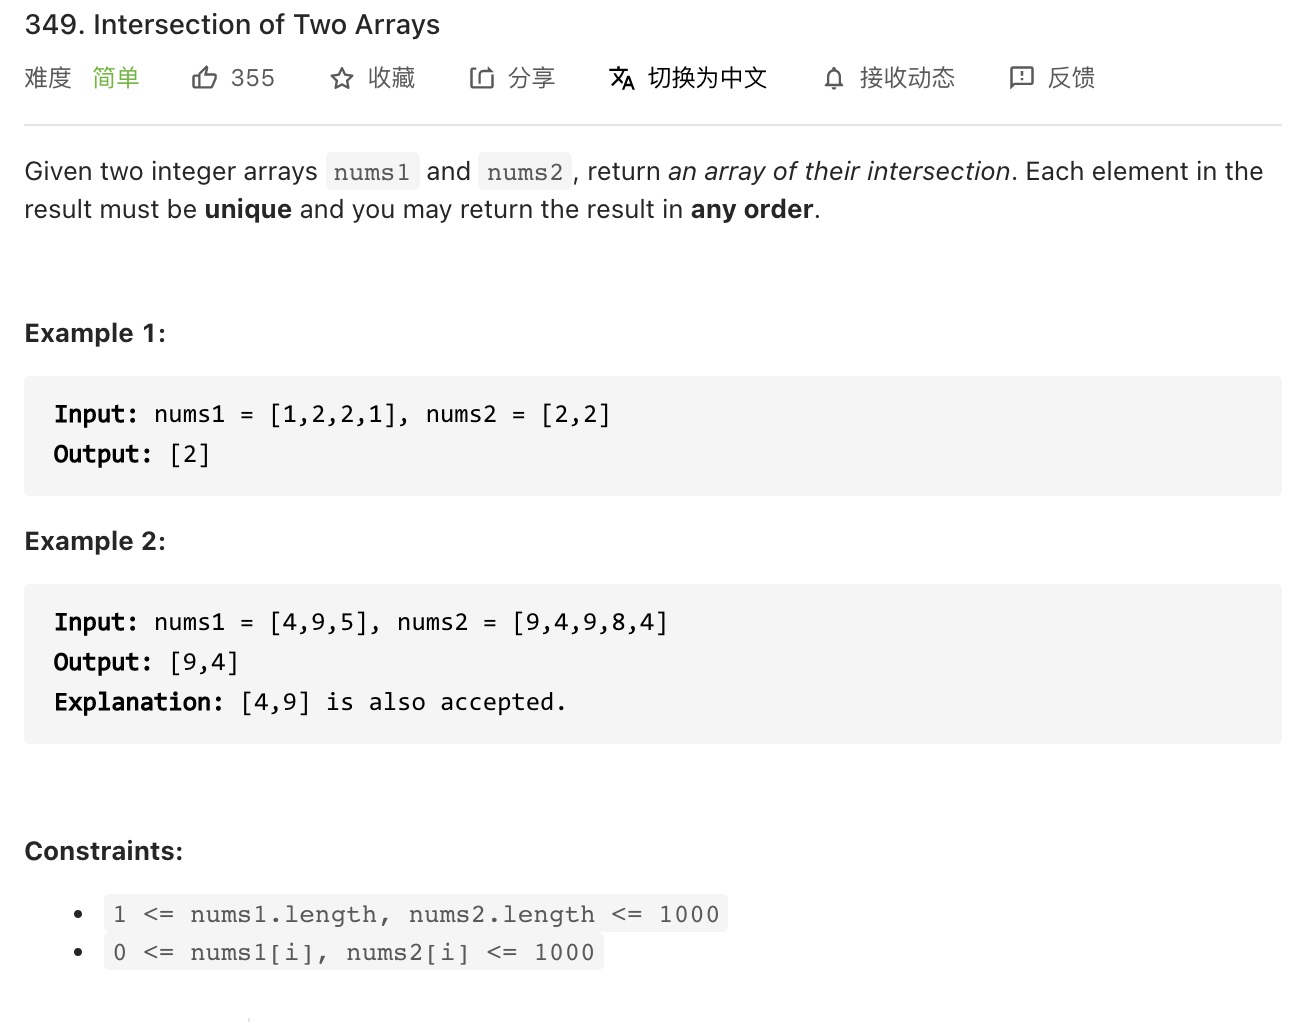 349. Intersection of Two Arrays
难度 简单 355 收藏 分享 切换为中文 接收动态 反馈
Given two integer arrays nums1 and nums2, return an array of their intersection. Each element in the
result must be unique and you may return the result in any order.
Example 1:
Input: nums1 = [1,2,2,1], nums2 = [2,2]
Output: [2]
Example 2:
Input: nums1 = [4,9,5], nums2 = [9,4,9,8,4]
Output: [9,4]
Explanation: [4,9] is also accepted.
Constraints:
1 <= nums1.length, nums2.length <= 1000
0 <= nums1[i], nums2[i] <= 1000